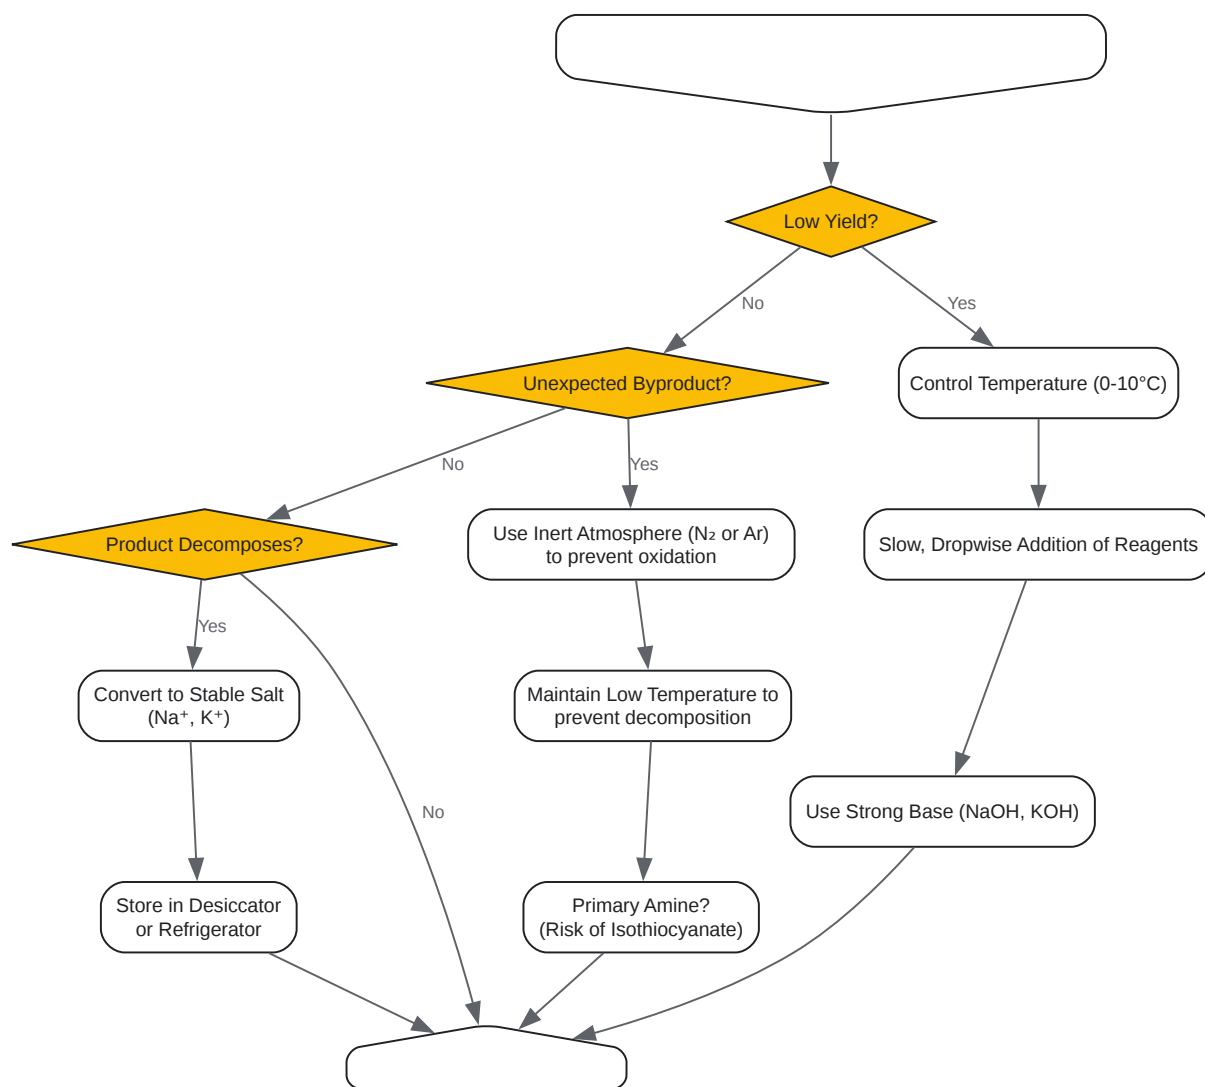 Low Yield?
No
Yes
Unexpected Byproduct?
Control Temperature (0-10°C)
No
Yes
Product Decomposes?
Use Inert Atmosphere (N₂ or Ar)
to prevent oxidation
Slow, Dropwise Addition of Reagents
Yes
Convert to Stable Salt
(Na⁺, K⁺)
Maintain Low Temperature to
prevent decomposition
No
Use Strong Base (NaOH, KOH)
Store in Desiccator
or Refrigerator
Primary Amine?
(Risk of Isothiocyanate)